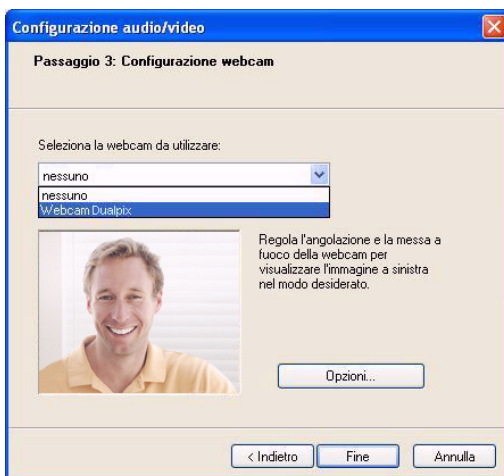 Configurazione audio/video
Passaggio 3: Configurazione webcam
Seleziona la webcam da utilizzare:
nessuno
nessuno
Webcam Dualpix
Regola l'angolazione e la messa a
fuoco della webcam per
visualizzare l'immagine a sinistra
nel modo desiderato.
Opzioni...
< Indietro
Fine
Annulla